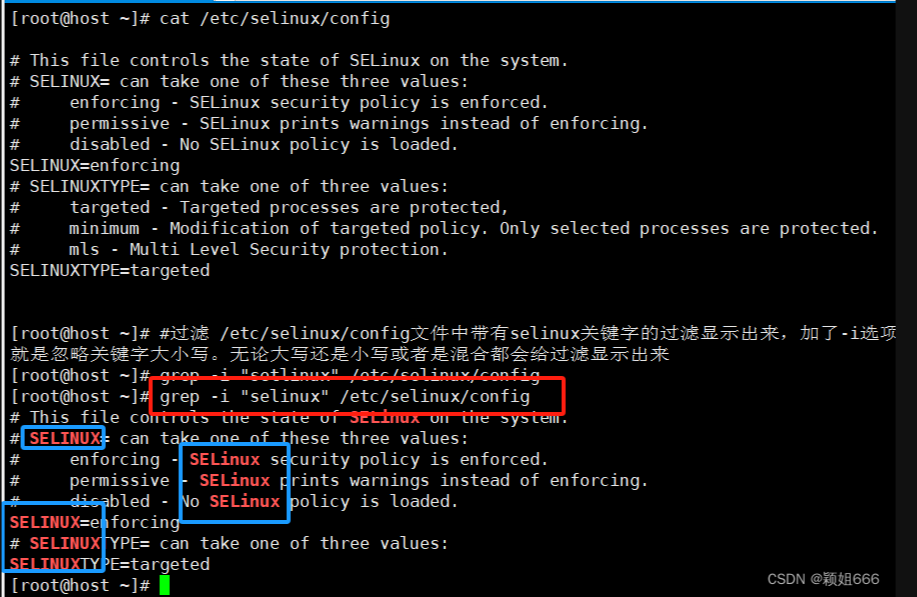 [root@host ~]# cat /etc/selinux/config
# This file controls the state of SELinux on the system.
# SELINUX= can take one of these three values:
#     enforcing - SELinux security policy is enforced.
#     permissive - SELinux prints warnings instead of enforcing.
#     disabled - No SELinux policy is loaded.
SELINUX=enforcing
# SELINUXTYPE= can take one of three values:
#     targeted - Targeted processes are protected,
#     minimum - Modification of targeted policy. Only selected processes are protected.
#     mls - Multi Level Security protection.
SELINUXTYPE=targeted
[root@host ~]# #过滤 /etc/selinux/config文件中带有selinux关键字的过滤显示出来，加了-i选项
就是忽略关键字大小写。无论大写还是小写或者是混合都会给过滤显示出来
[root@host ~]# grep -i "setlinux" /etc/selinux/config
[root@host ~]# grep -i "selinux" /etc/selinux/config
# This file controls the state of SELinux on the system.
# SELINUX= can take one of these three values:
#     enforcing - SELinux security policy is enforced.
#     permissive - SELinux prints warnings instead of enforcing.
#     disabled - No SELinux policy is loaded.
SELINUX=enforcing
# SELINUXTYPE= can take one of three values:
SELINUXTYPE=targeted
[root@host ~]#
CSDN @颖姐666